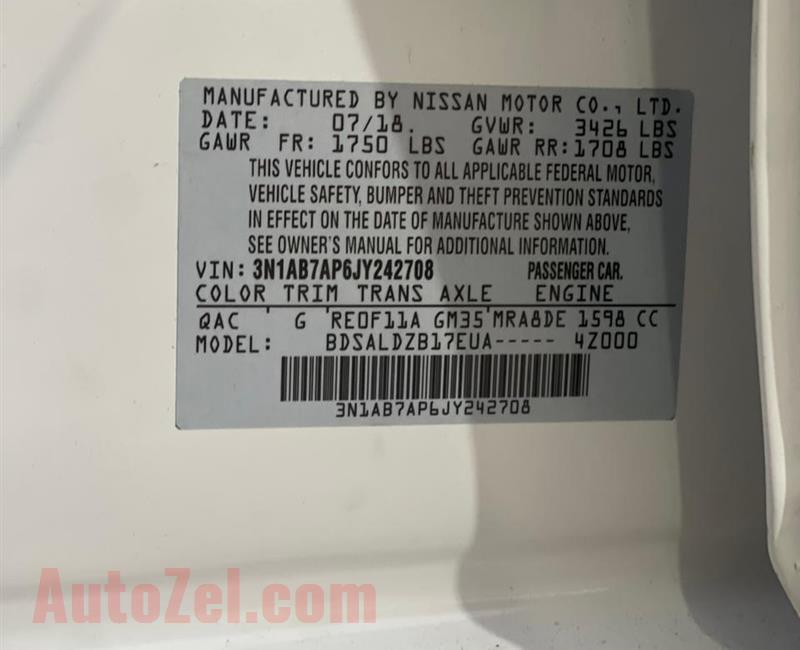 MANUFACTURED BY NISSAN MOTOR CO., LTD.
DATE: 07/18. GVWR: 3426 LBS
GAWR FR: 1750 LBS GAWR RR:1708 LBS
THIS VEHICLE CONFORS TO ALL APPLICABLE FEDERAL MOTOR,
VEHICLE SAFETY, BUMPER AND THEFT PREVENTION STANDARDS
IN EFFECT ON THE DATE OF MANUFACTURE SHOWN ABOVE,
SEE OWNER'S MANUAL FOR ADDITIONAL INFORMATION.
VIN: 3N1AB7AP6JY242708 PASSENGER CAR.
COLOR TRIM TRANS AXLE ENGINE
QAC ' G 'REOF11A GM35'MRA8DE 1598 CC
MODEL: BDSALDZB17EUA----- 4Z000
3N1AB7AP6JY242708
AutoZel.com